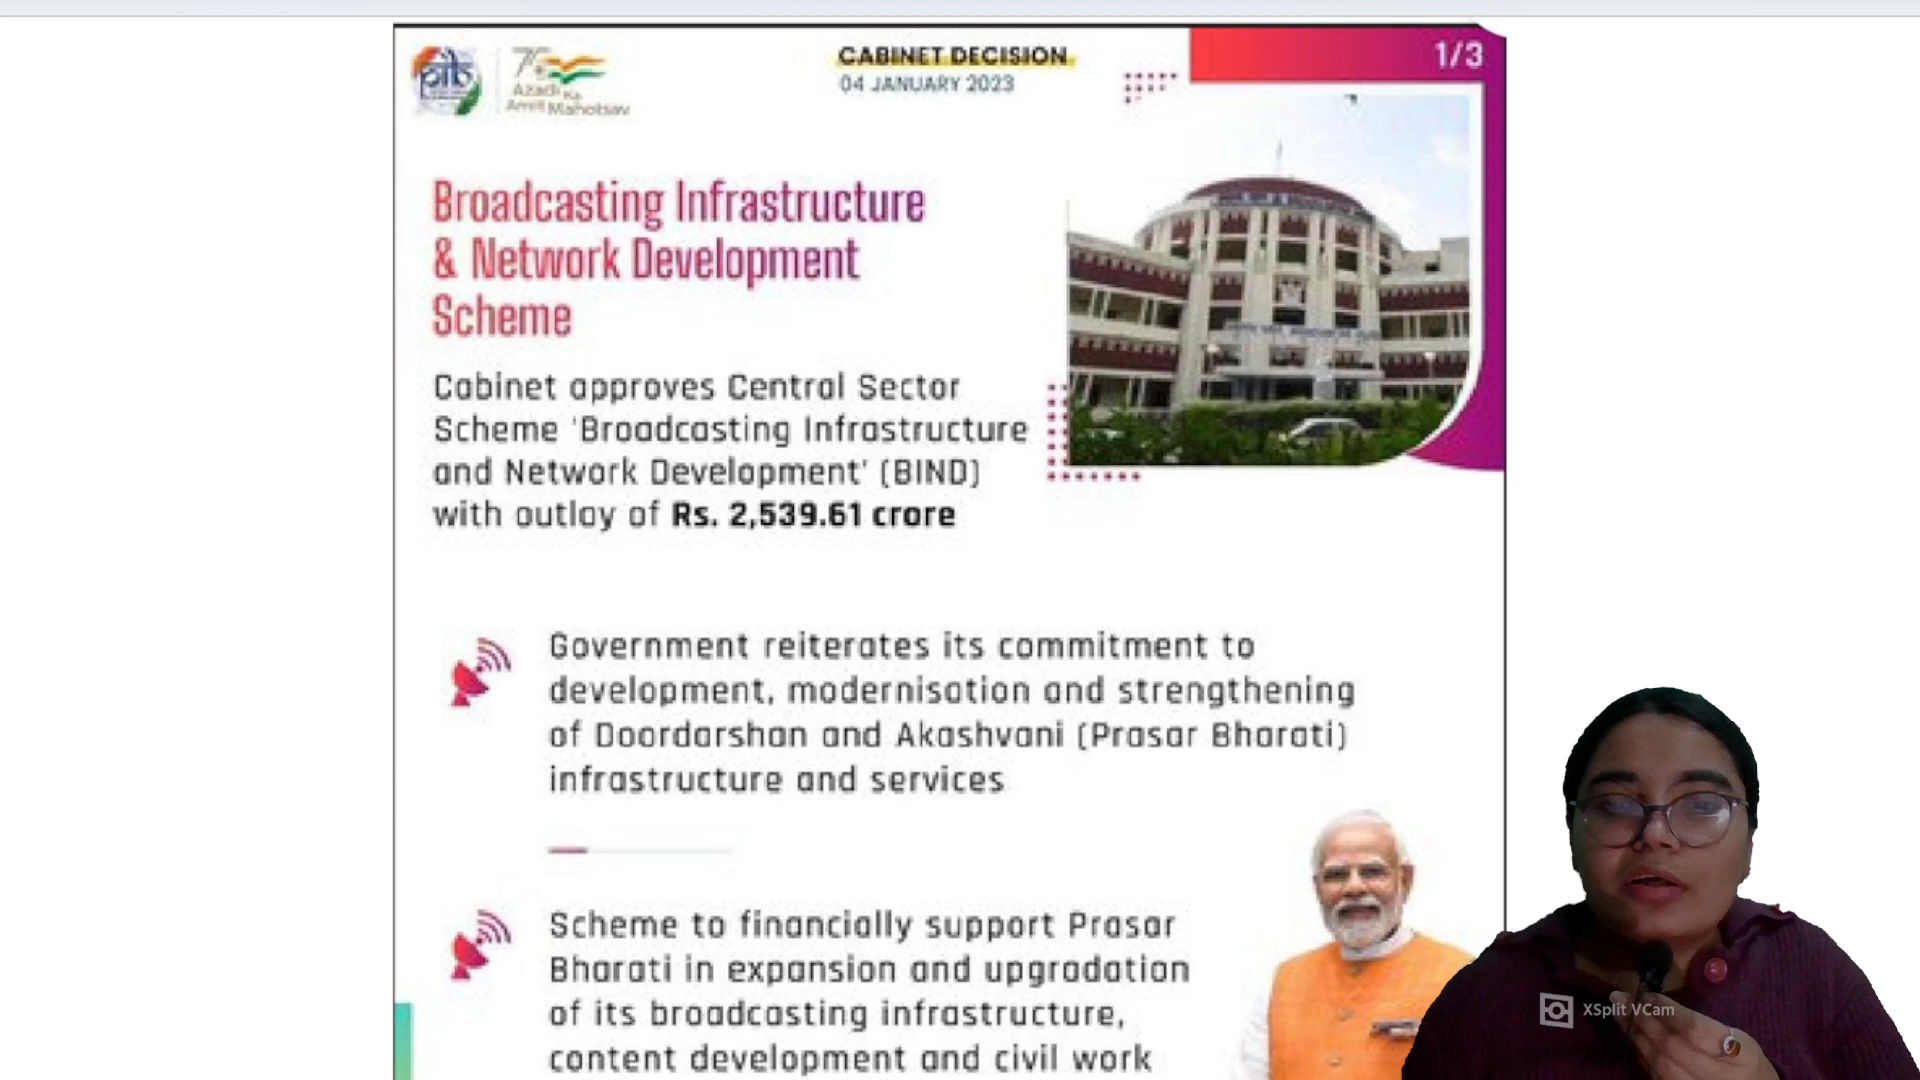 CABINET DECISION
04 JANUARY 2023
1/3
pib
Azadi Ka
Amrit Mahotsav
Broadcasting Infrastructure
& Network Development
Scheme
Cabinet approves Central Sector
Scheme 'Broadcasting Infrastructure
and Network Development' (BIND)
with outlay of Rs. 2,539.61 crore
Government reiterates its commitment to
development, modernisation and strengthening
of Doordarshan and Akashvani (Prasar Bharati)
infrastructure and services
Scheme to financially support Prasar
Bharati in expansion and upgradation
of its broadcasting infrastructure,
content development and civil work
XSplit VCam